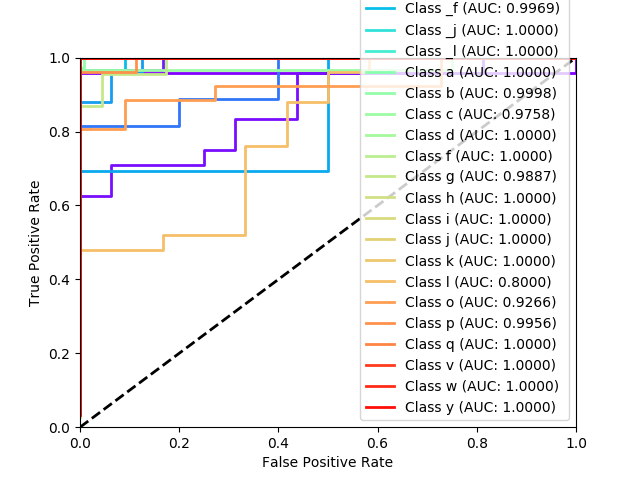 Class _f (AUC: 0.9969)
Class _j (AUC: 1.0000)
Class _l (AUC: 1.0000)
Class a (AUC: 1.0000)
Class b (AUC: 0.9998)
Class c (AUC: 0.9758)
Class d (AUC: 1.0000)
Class f (AUC: 1.0000)
Class g (AUC: 0.9887)
Class h (AUC: 1.0000)
Class i (AUC: 1.0000)
Class j (AUC: 1.0000)
Class k (AUC: 1.0000)
Class l (AUC: 0.8000)
Class o (AUC: 0.9266)
Class p (AUC: 0.9956)
Class q (AUC: 1.0000)
Class v (AUC: 1.0000)
Class w (AUC: 1.0000)
Class y (AUC: 1.0000)
1.0
0.8
0.6
0.4
0.2
0.0
True Positive Rate
0.0 0.2 0.4 0.6 0.8 1.0
False Positive Rate